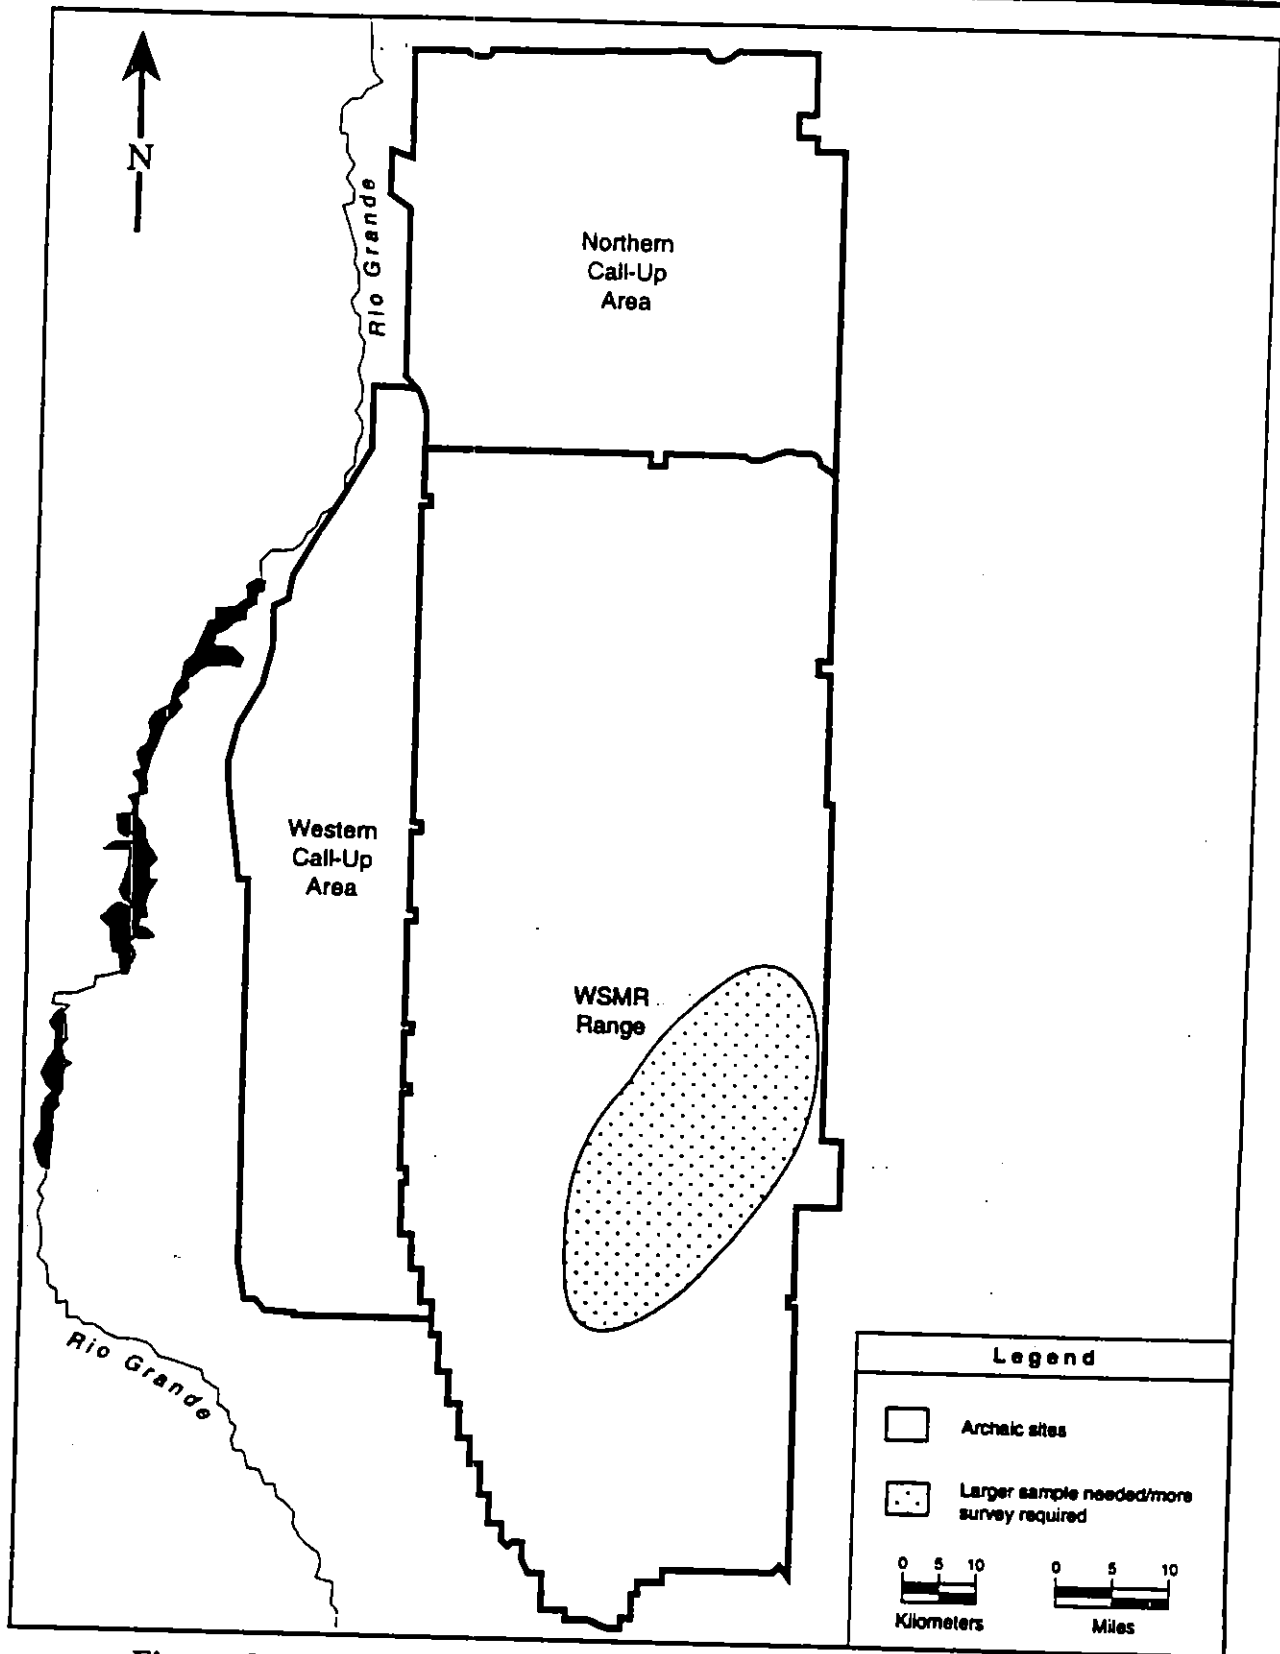 N
Rio Grande
Northern
Call-Up
Area
Western
Call-Up
Area
WSMR
Range
Rio Grande
Legend
Archaic sites
Larger sample needed/more
survey required
0 5 10
Kilometers
0 5 10
Miles